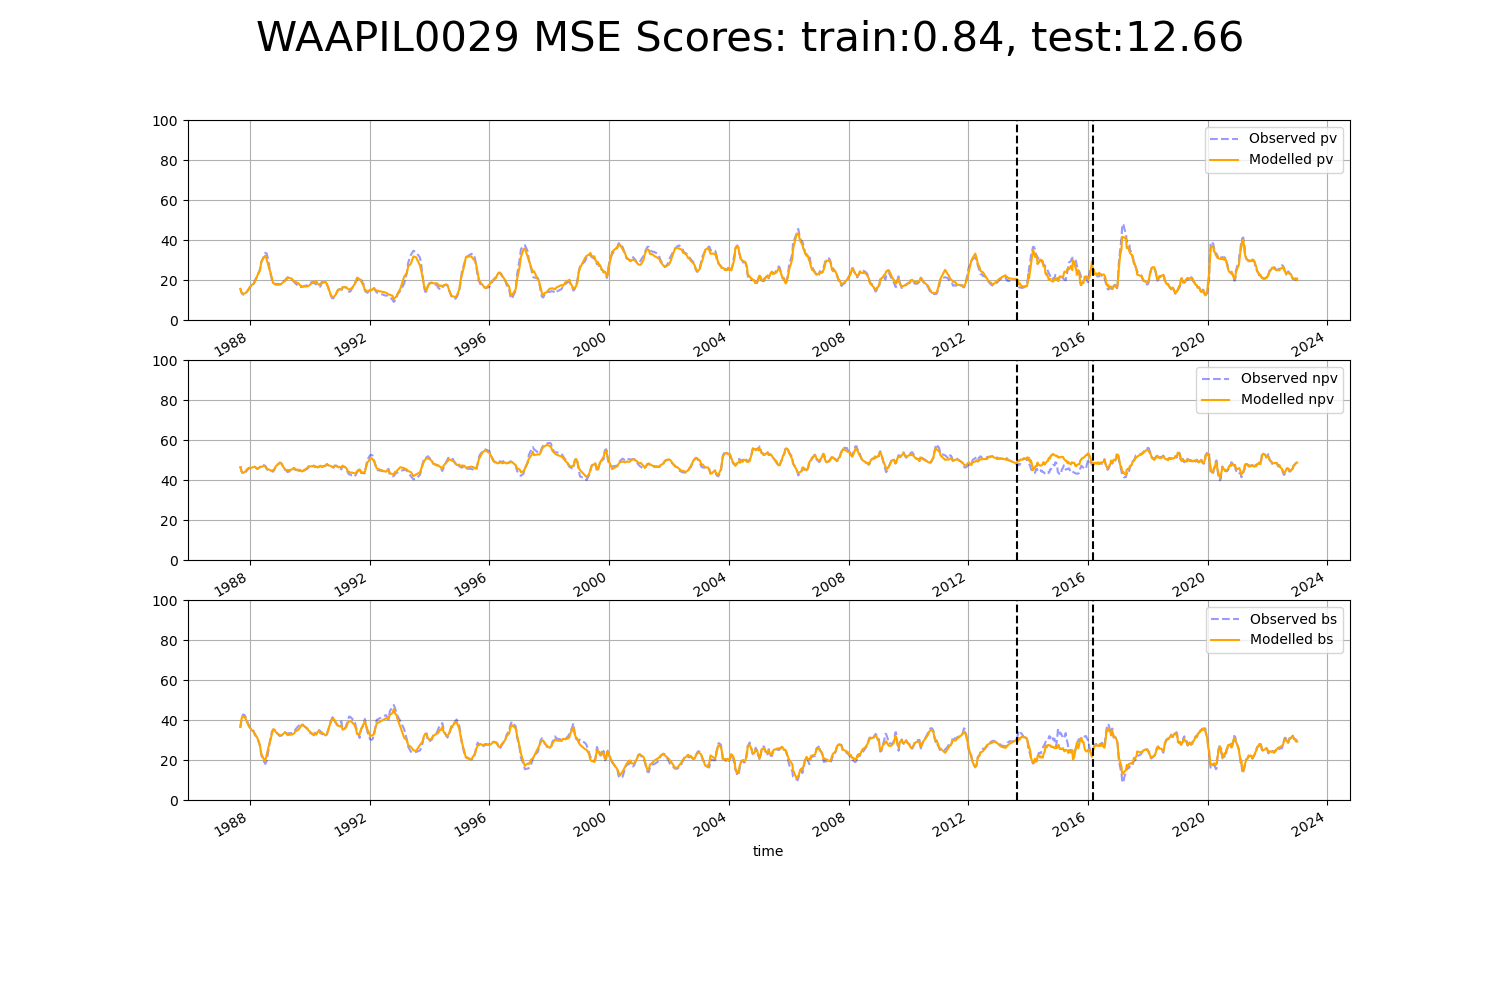 WAAPIL0029 MSE Scores: train:0.84, test:12.66
100
80
60
40
20
0
Observed pv
Modelled pv
1988 1992 1996 2000 2004 2008 2012 2016 2020 2024
100
80
60
40
20
0
Observed npv
Modelled npv
1988 1992 1996 2000 2004 2008 2012 2016 2020 2024
100
80
60
40
20
0
Observed bs
Modelled bs
1988 1992 1996 2000 2004 2008 2012 2016 2020 2024
time